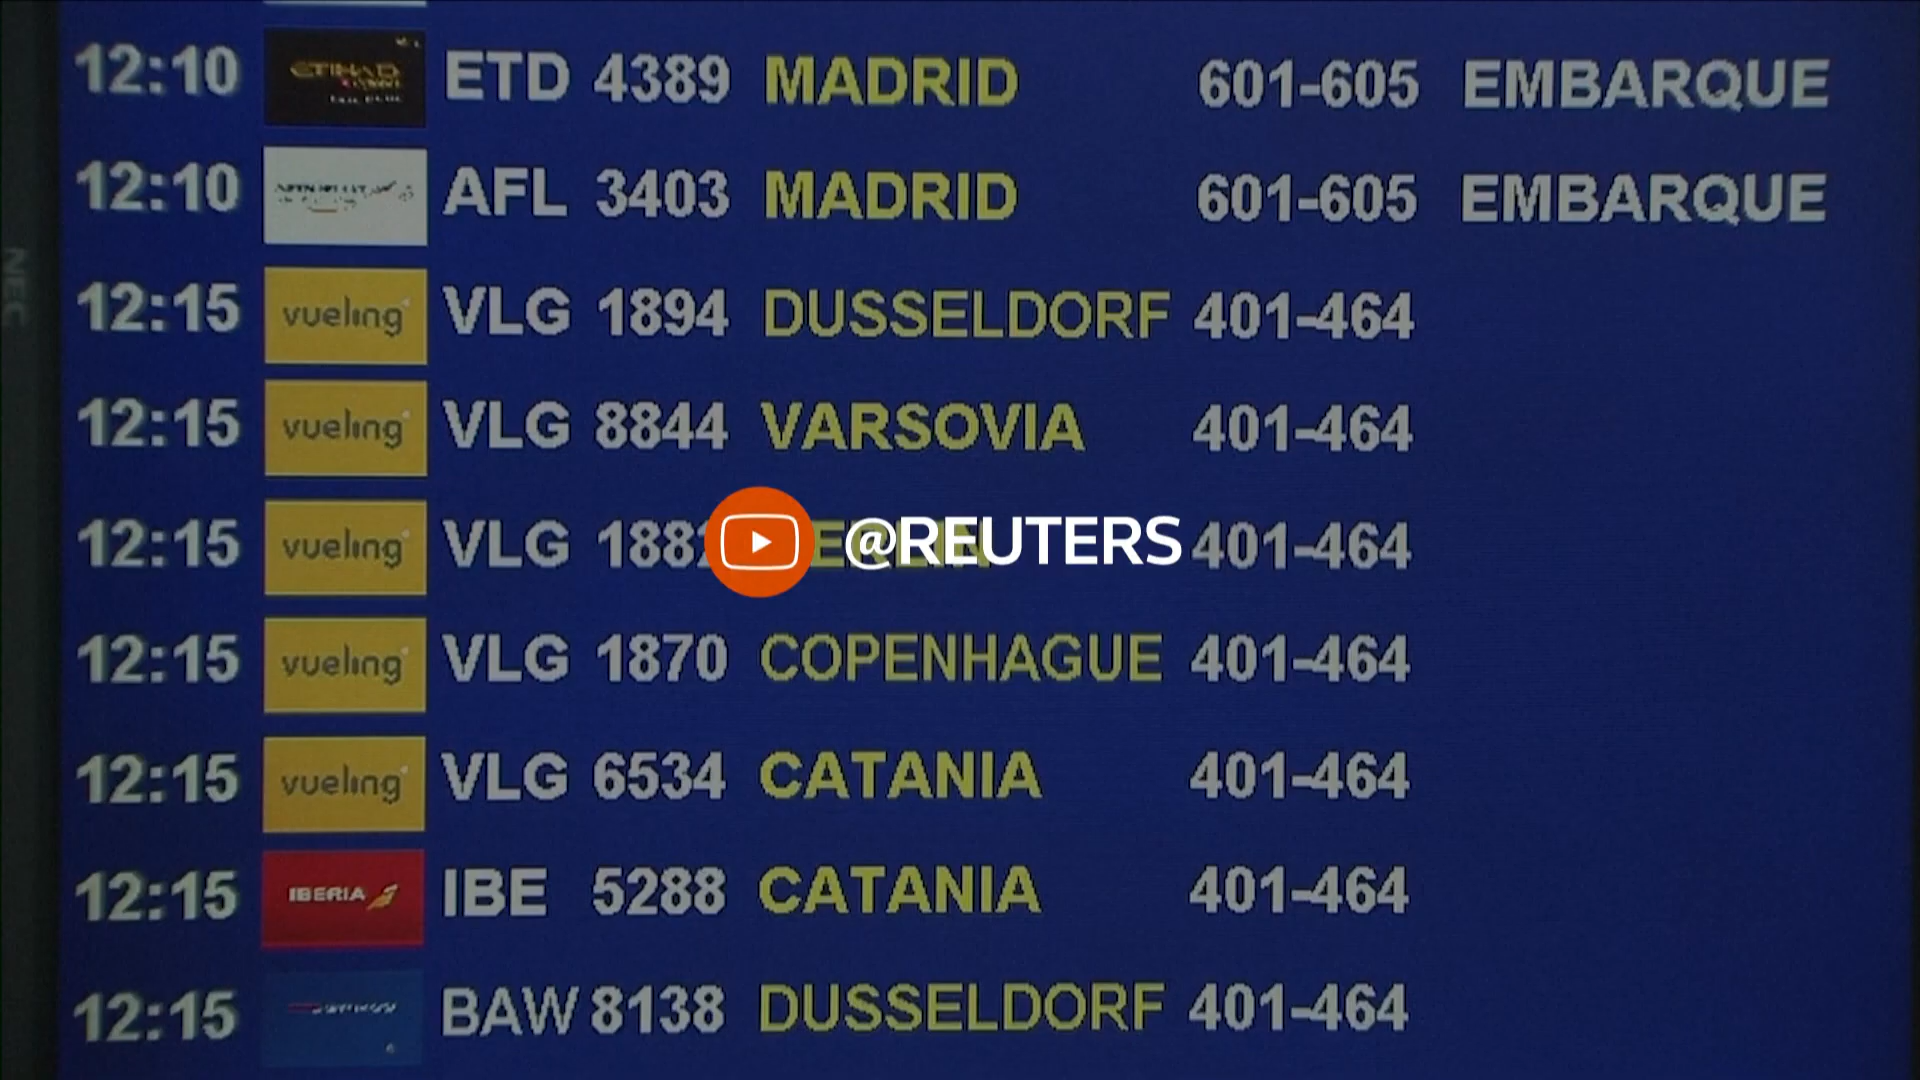 12:10 ETIHAD ETD 4389 MADRID 601-605 EMBARQUE
12:10 AFL 3403 MADRID 601-605 EMBARQUE
12:15 vueling VLG 1894 DUSSELDORF 401-464
12:15 vueling VLG 8844 VARSOVIA 401-464
12:15 vueling VLG 401-464
@REUTERS
12:15 vueling VLG 1870 COPENHAGUE 401-464
12:15 vueling VLG 6534 CATANIA 401-464
12:15 IBERIA IBE 5288 CATANIA 401-464
12:15 BAW 8138 DUSSELDORF 401-464
NEC